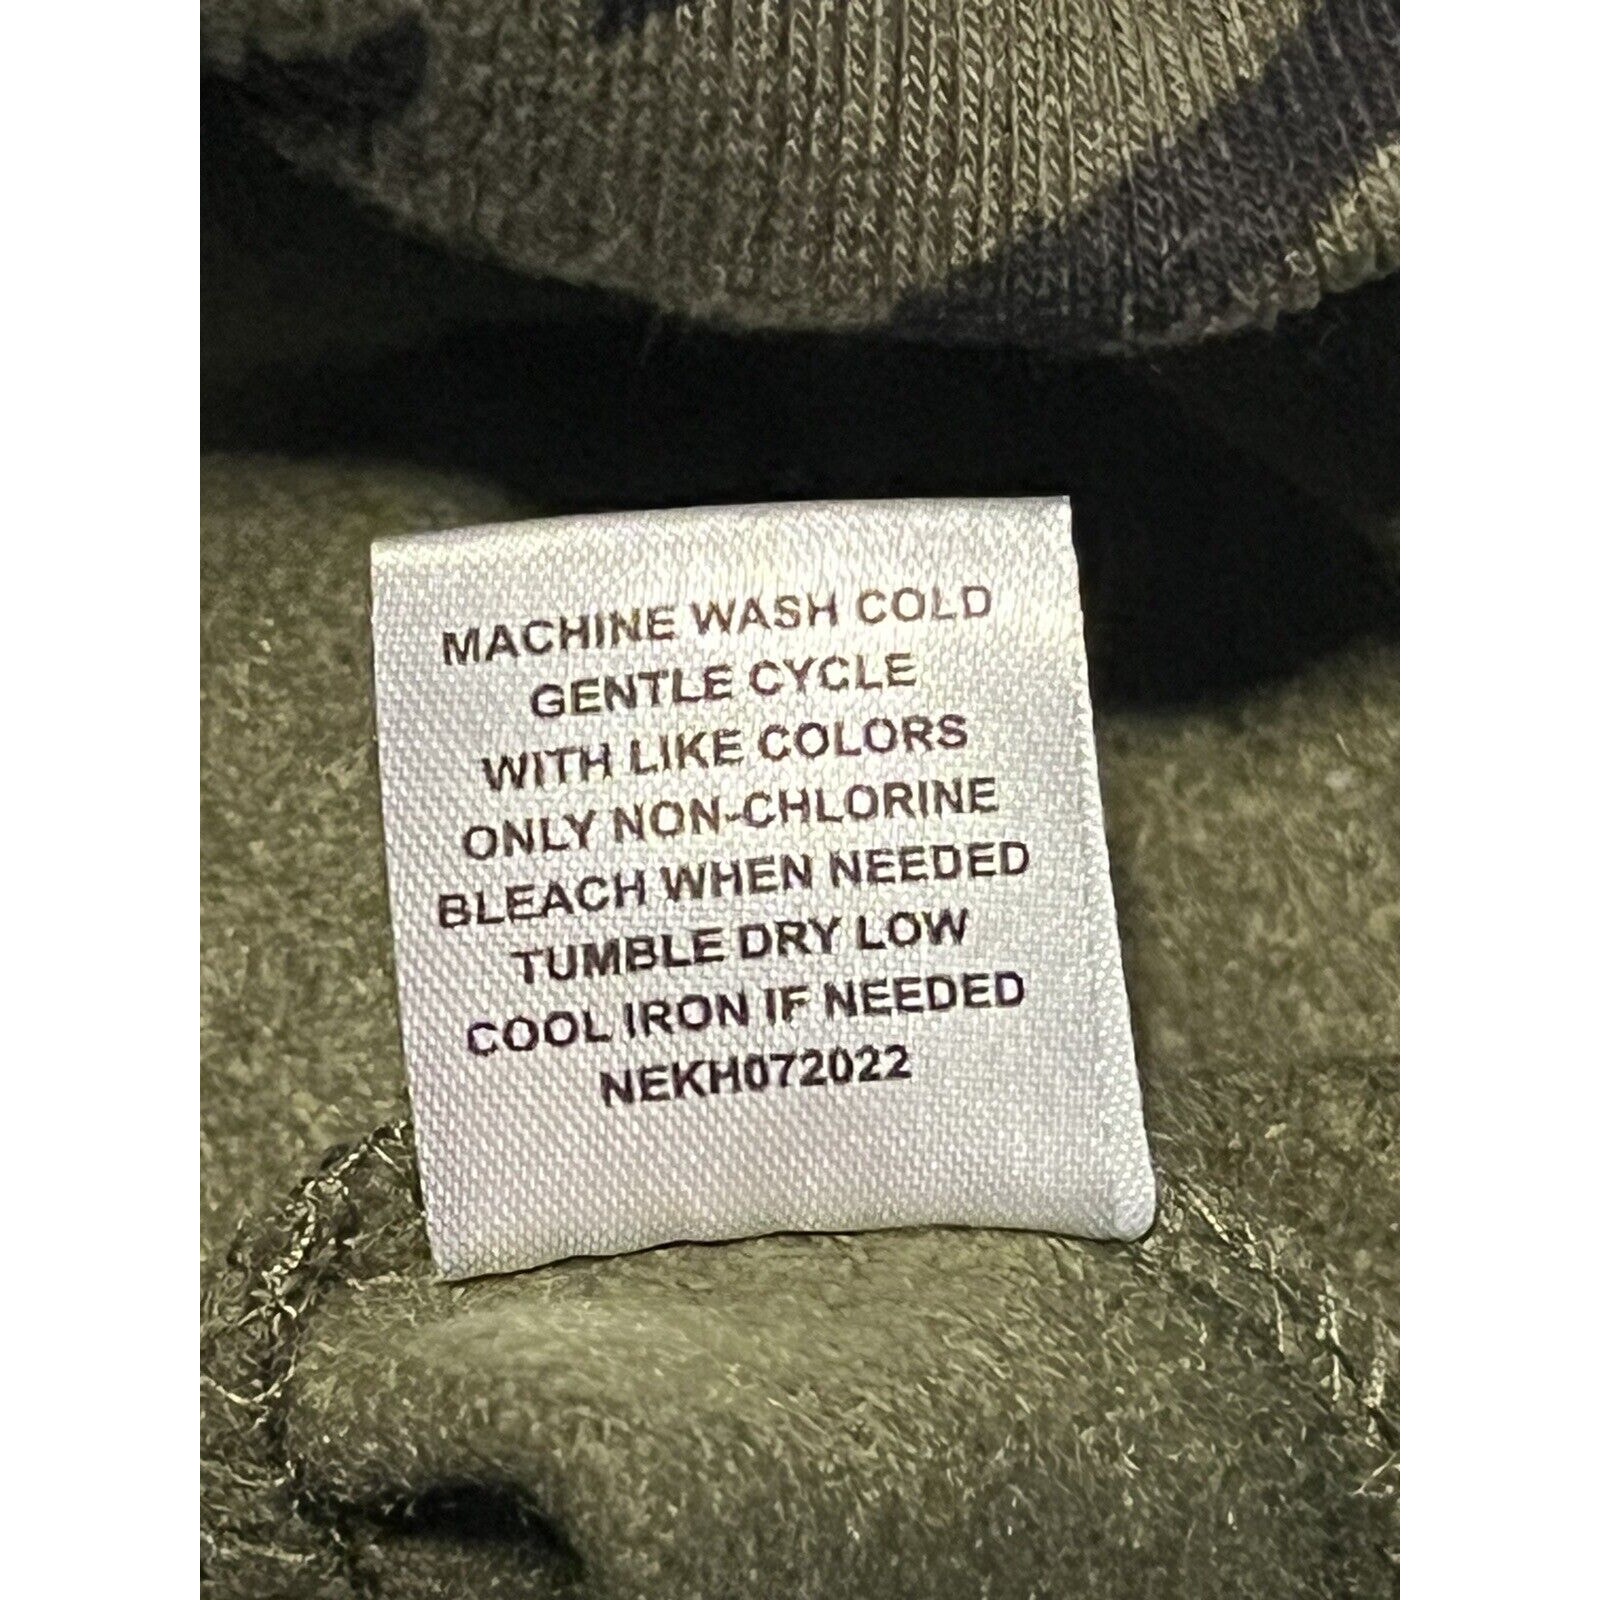 MACHINE WASH COLD
GENTLE CYCLE
WITH LIKE COLORS
ONLY NON-CHLORINE
BLEACH WHEN NEEDED
TUMBLE DRY LOW
COOL IRON IF NEEDED
NEKH072022